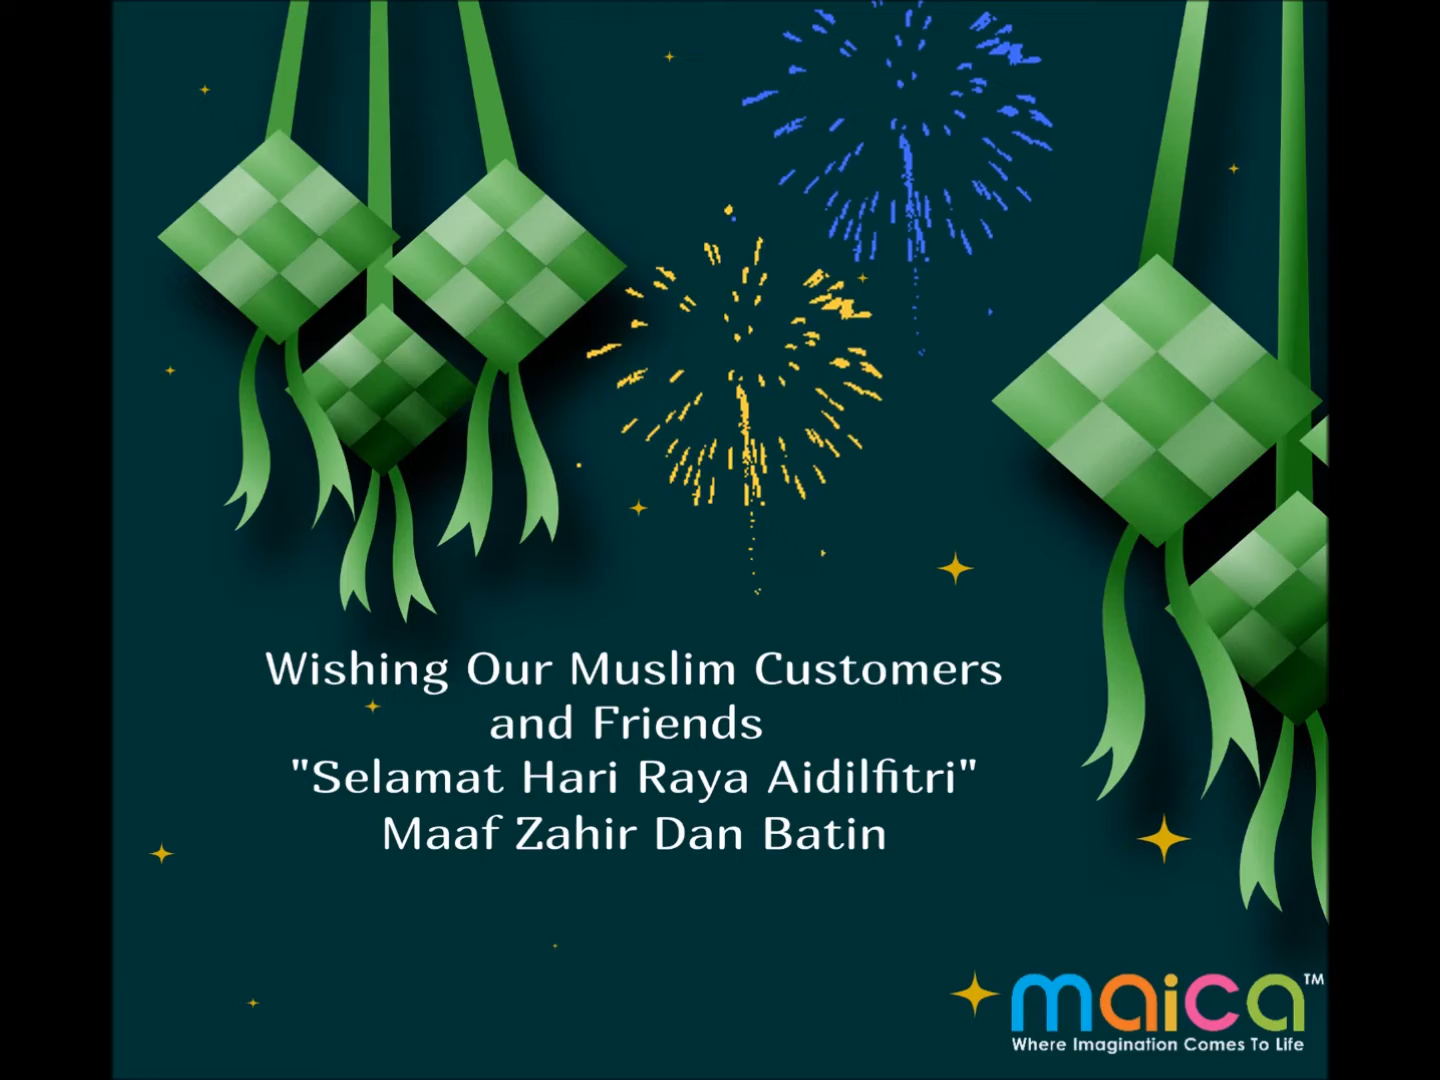 Wishing Our Muslim Customers
and Friends
"Selamat Hari Raya Aidilfitri"
Maaf Zahir Dan Batin
maica™
Where Imagination Comes To Life